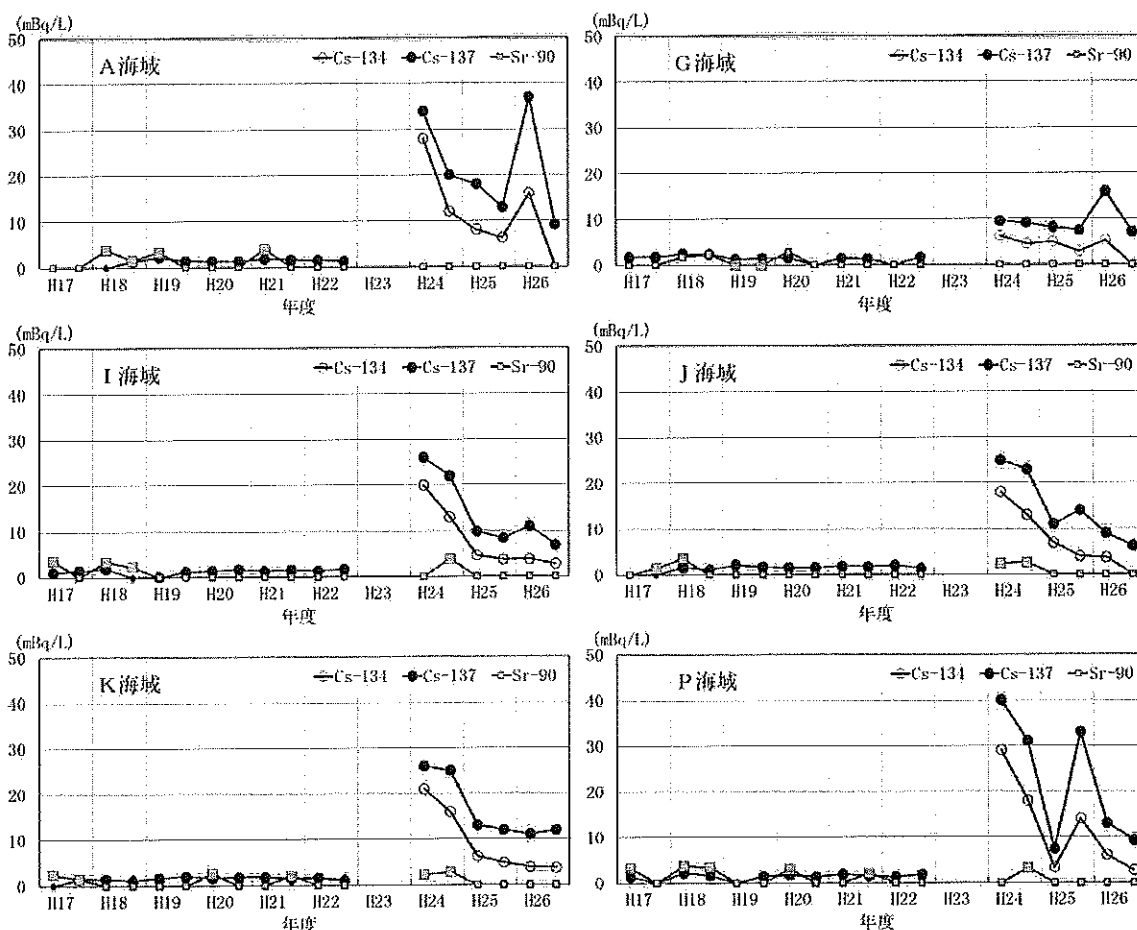 (mBq/L)
50
40
30
20
10
0
A海域
Cs-134 Cs-137 Sr-90
H17 H18 H19 H20 H21 H22 H23 H24 H25 H26
年度
(mBq/L)
50
40
30
20
10
0
G海域
Cs-134 Cs-137 Sr-90
H17 H18 H19 H20 H21 H22 H23 H24 H25 H26
年度
(mBq/L)
50
40
30
20
10
0
I海域
Cs-134 Cs-137 Sr-90
H17 H18 H19 H20 H21 H22 H23 H24 H25 H26
年度
(mBq/L)
50
40
30
20
10
0
J海域
Cs-134 Cs-137 Sr-90
H17 H18 H19 H20 H21 H22 H23 H24 H25 H26
年度
(mBq/L)
50
40
30
20
10
0
K海域
Cs-134 Cs-137 Sr-90
H17 H18 H19 H20 H21 H22 H23 H24 H25 H26
年度
(mBq/L)
50
40
30
20
10
0
P海域
Cs-134 Cs-137 Sr-90
H17 H18 H19 H20 H21 H22 H23 H24 H25 H26
年度